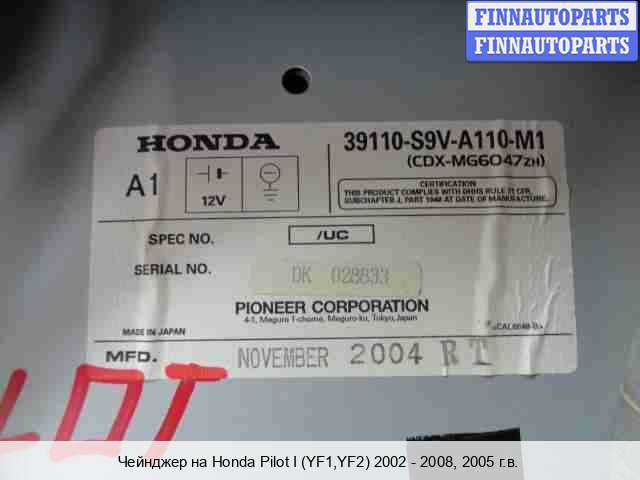 FINNAUTOPARTS
FINNAUTOPARTS
HONDA
39110-S9V-A110-M1
(CDX-MG6047ZH)
A1
12V
CERTIFICATION
THIS PRODUCT COMPLIES WITH DHHS RULE 21 CFR,
SUBCHAPTER J, PART 1040 AT DATE OF MANUFACTURE.
SPEC NO.
/UC
SERIAL NO.
DK 028833
PIONEER CORPORATION
4-1, Meguro 1-chome, Meguro-ku, Tokyo, Japan
MADE IN JAPAN
MFD.
NOVEMBER 2004 RT
LOT
Чейнджер на Honda Pilot I (YF1,YF2) 2002 - 2008, 2005 г.в.